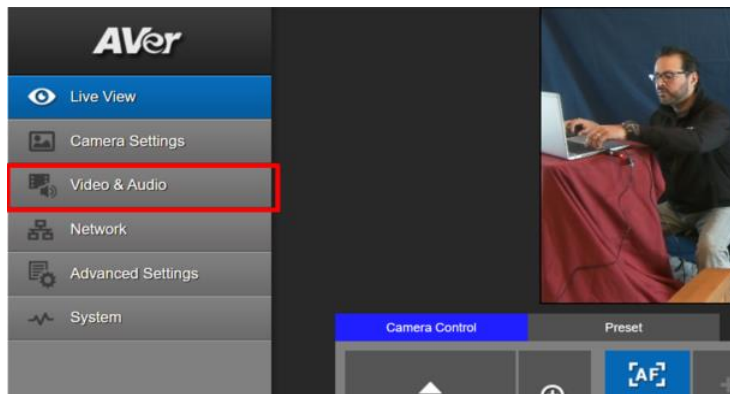 AVer
Live View
Camera Settings
Video & Audio
Network
Advanced Settings
System
Camera Control
Preset
AF